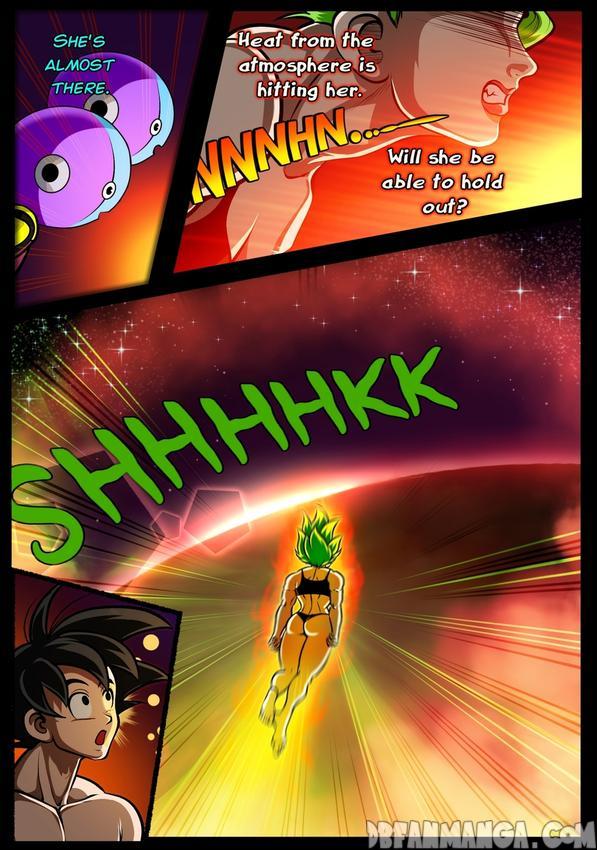 She's
almost
there.
Heat from the
atmosphere is
hitting her.
NNNHN...
Will she be
able to hold
out?
SHHHHKK
DBFANMANGA.COM